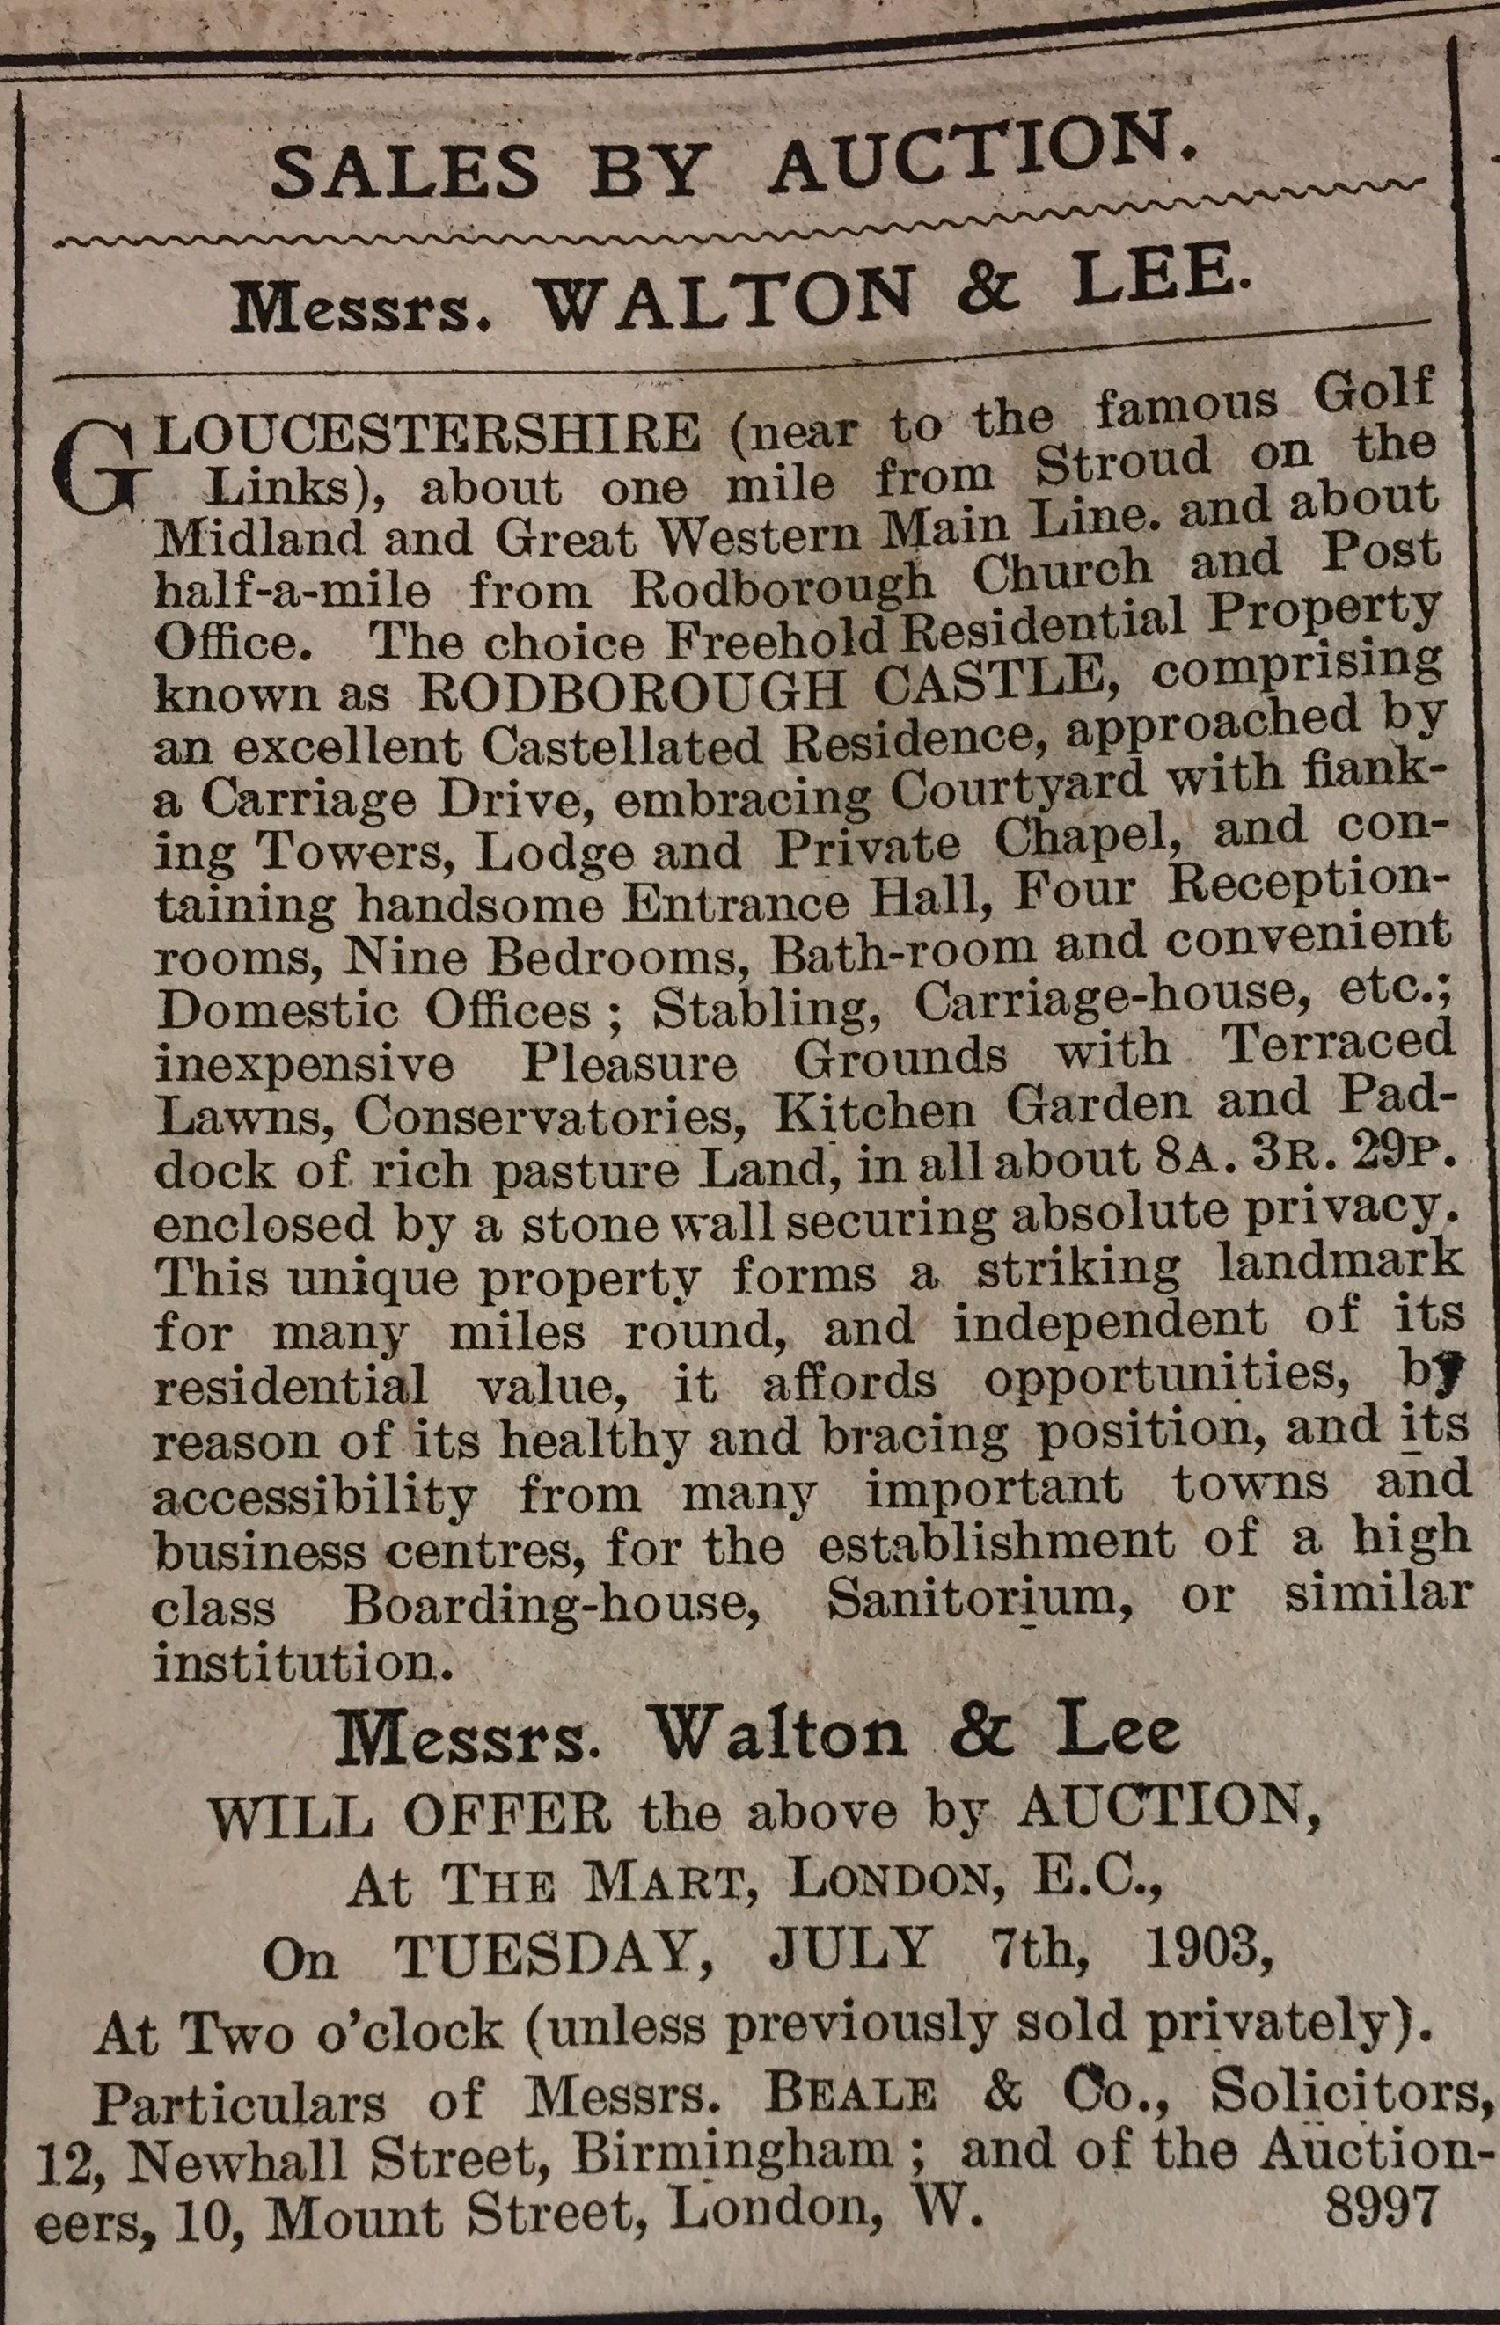 SALES BY AUCTION.
Messrs. WALTON & LEE.
GLOUCESTERSHIRE (near to the famous Golf
Links), about one mile from Stroud on the
Midland and Great Western Main Line. and about
half-a-mile from Rodborough Church and Post
Office. The choice Freehold Residential Property
known as RODBOROUGH CASTLE, comprising
an excellent Castellated Residence, approached by
a Carriage Drive, embracing Courtyard with fiank-
ing Towers, Lodge and Private Chapel, and con-
taining handsome Entrance Hall, Four Reception-
rooms, Nine Bedrooms, Bath-room and convenient
Domestic Offices ; Stabling, Carriage-house, etc.;
inexpensive Pleasure Grounds with Terraced
Lawns, Conservatories, Kitchen Garden and Pad-
dock of rich pasture Land, in all about 8A. 3R. 29P.
enclosed by a stone wall securing absolute privacy.
This unique property forms a striking landmark
for many miles round, and independent of its
residential value, it affords opportunities, by
reason of its healthy and bracing position, and its
accessibility from many important towns and
business centres, for the establishment of a high
class Boarding-house, Sanitorium, or similar
institution.
Messrs. Walton & Lee
WILL OFFER the above by AUCTION,
At THE MART, LONDON, E.C.,
On TUESDAY, JULY 7th, 1903,
At Two o'clock (unless previously sold privately).
Particulars of Messrs. BEALE & Co., Solicitors,
12, Newhall Street, Birmingham ; and of the Auction-
eers, 10, Mount Street, London, W. 8997